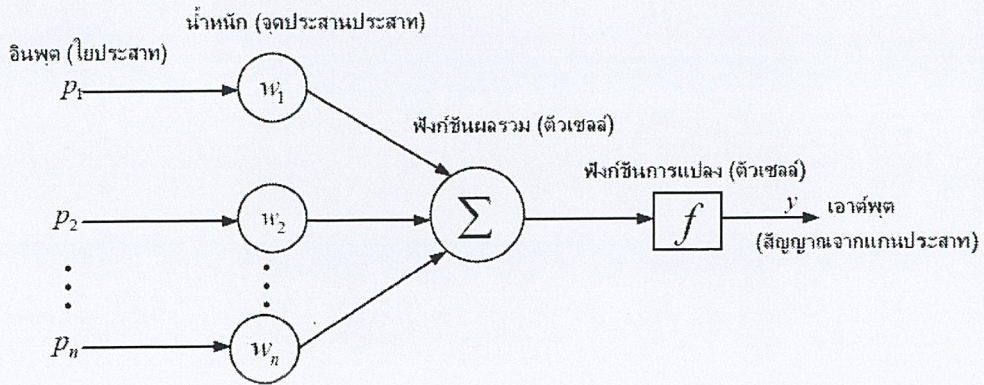 น้ำหนัก (จุดประสานประสาท)
อินพุต (ใยประสาท)
p₁
w₁
ฟังก์ชันผลรวม (ตัวเซลล์)
ฟังก์ชันการแปลง (ตัวเซลล์)
p₂
w₂
Σ
f
y
เอาต์พุต
(สัญญาณจากแกนประสาท)
pₙ
wₙ